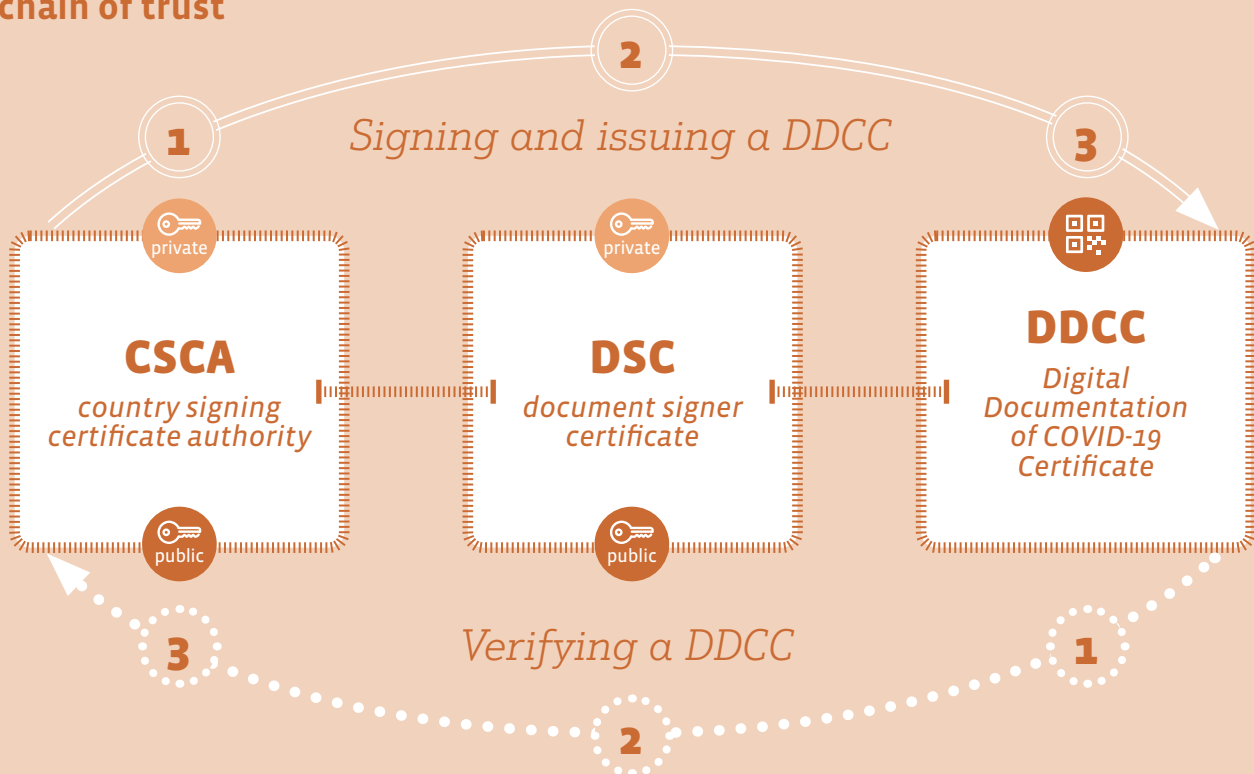 chain of trust
2
1
3
Signing and issuing a DDCC
private
private
CSCA
country signing
certificate authority
DSC
document signer
certificate
DDCC
Digital
Documentation
of COVID-19
Certificate
public
public
3
Verifying a DDCC
1
2